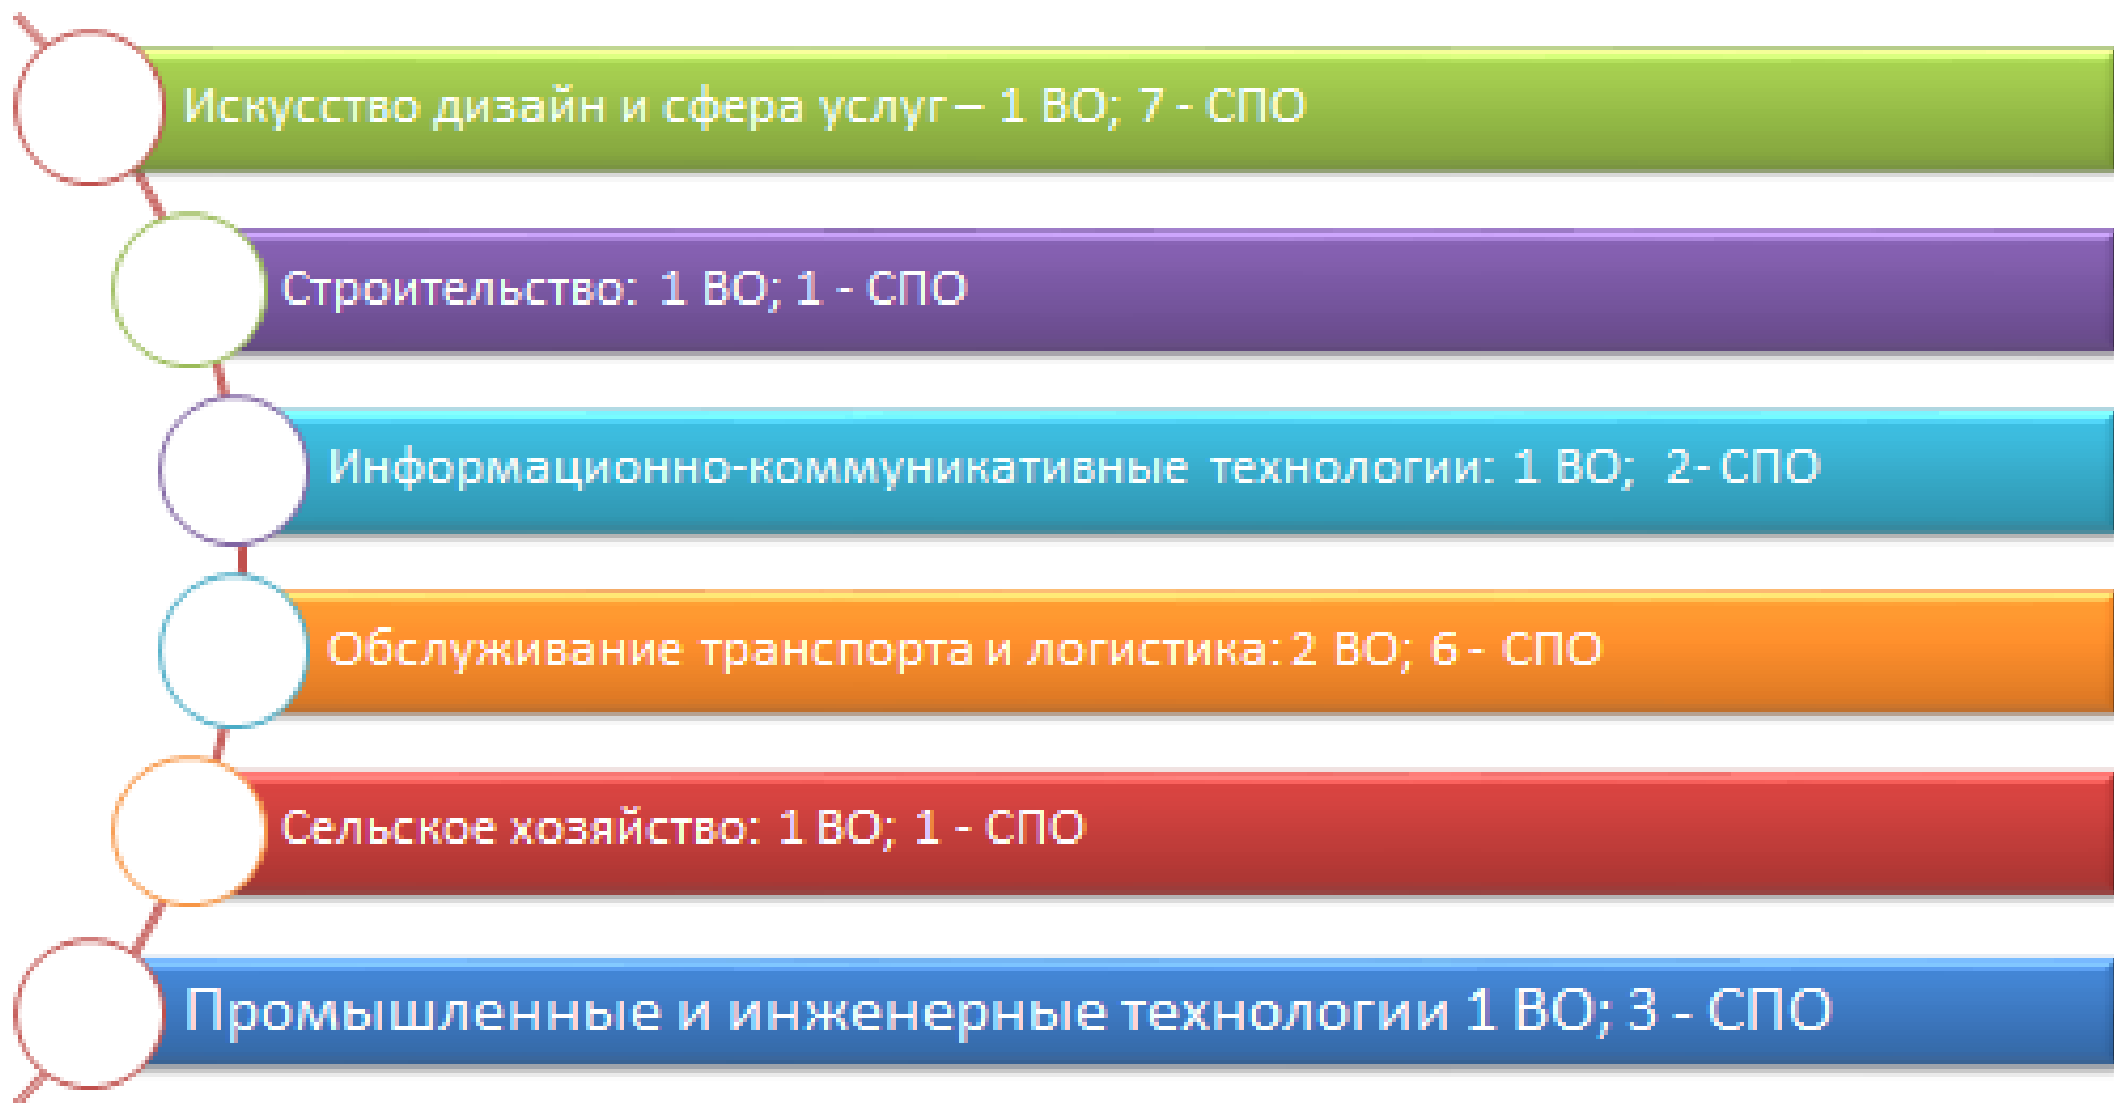 Искусство дизайн и сфера услуг – 1 ВО; 7 - СПО
Строительство: 1 ВО; 1 - СПО
Информационно-коммуникативные технологии: 1 ВО; 2- СПО
Обслуживание транспорта и логистика: 2 ВО; 6 - СПО
Сельское хозяйство: 1 ВО; 1 - СПО
Промышленные и инженерные технологии 1 ВО; 3 - СПО